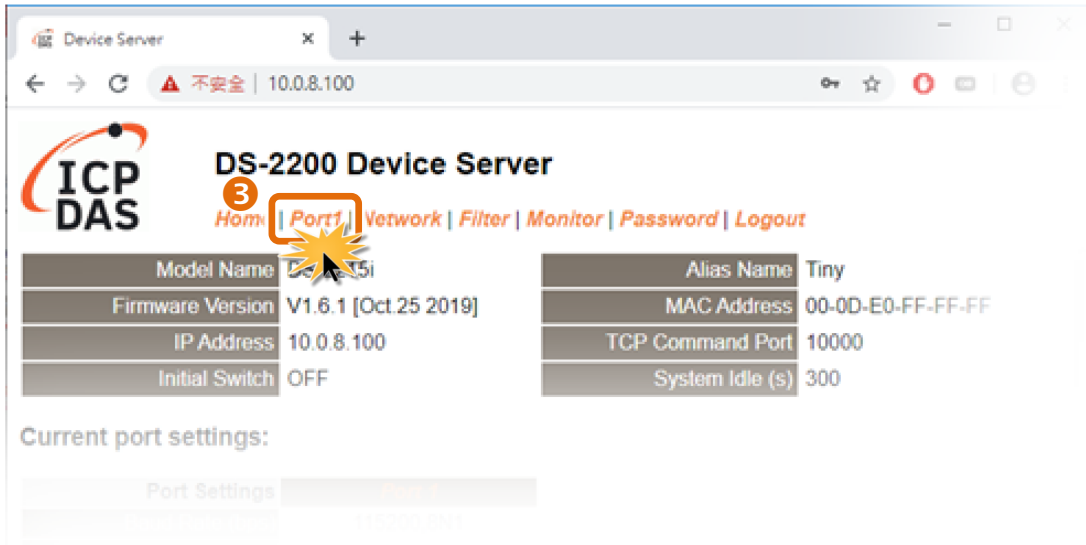 Device Server
不安全 | 10.0.8.100
ICP
DAS
DS-2200 Device Server
3
Home | Port1 | Network | Filter | Monitor | Password | Logout
Model Name Alias Name Tiny
Firmware Version V1.6.1 [Oct.25 2019] MAC Address 00-0D-E0-FF-FF-FF
IP Address 10.0.8.100 TCP Command Port 10000
Initial Switch OFF System Idle (s) 300
Current port settings:
Port Settings Port 1